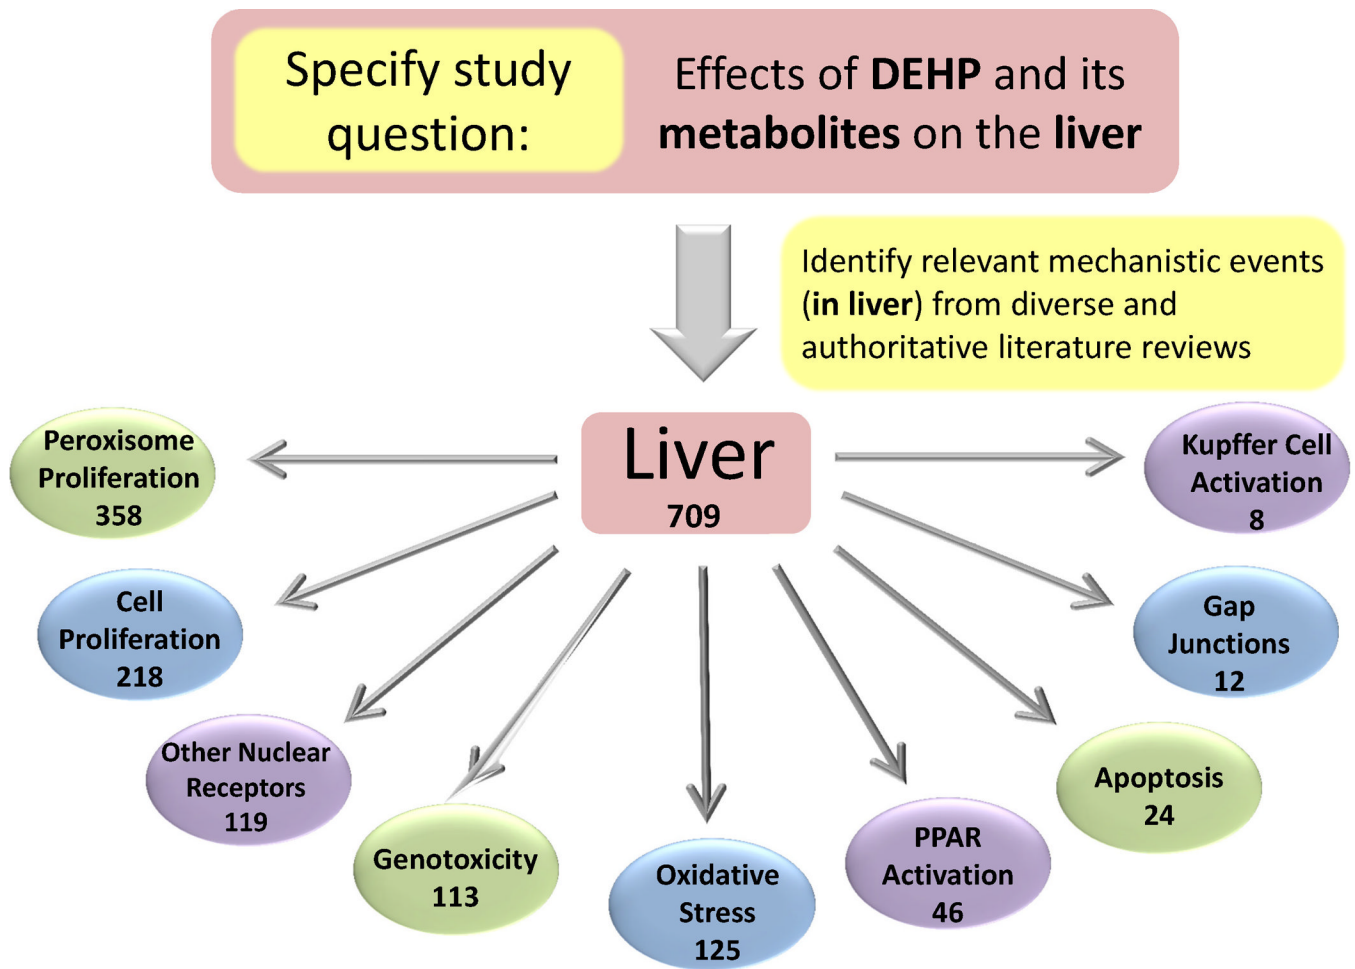 Specify study
question:
Effects of DEHP and its
metabolites on the liver
Identify relevant mechanistic events
(in liver) from diverse and
authoritative literature reviews
Liver
709
Peroxisome
Proliferation
358
Cell
Proliferation
218
Other Nuclear
Receptors
119
Genotoxicity
113
Oxidative
Stress
125
PPAR
Activation
46
Apoptosis
24
Gap
Junctions
12
Kupffer Cell
Activation
8